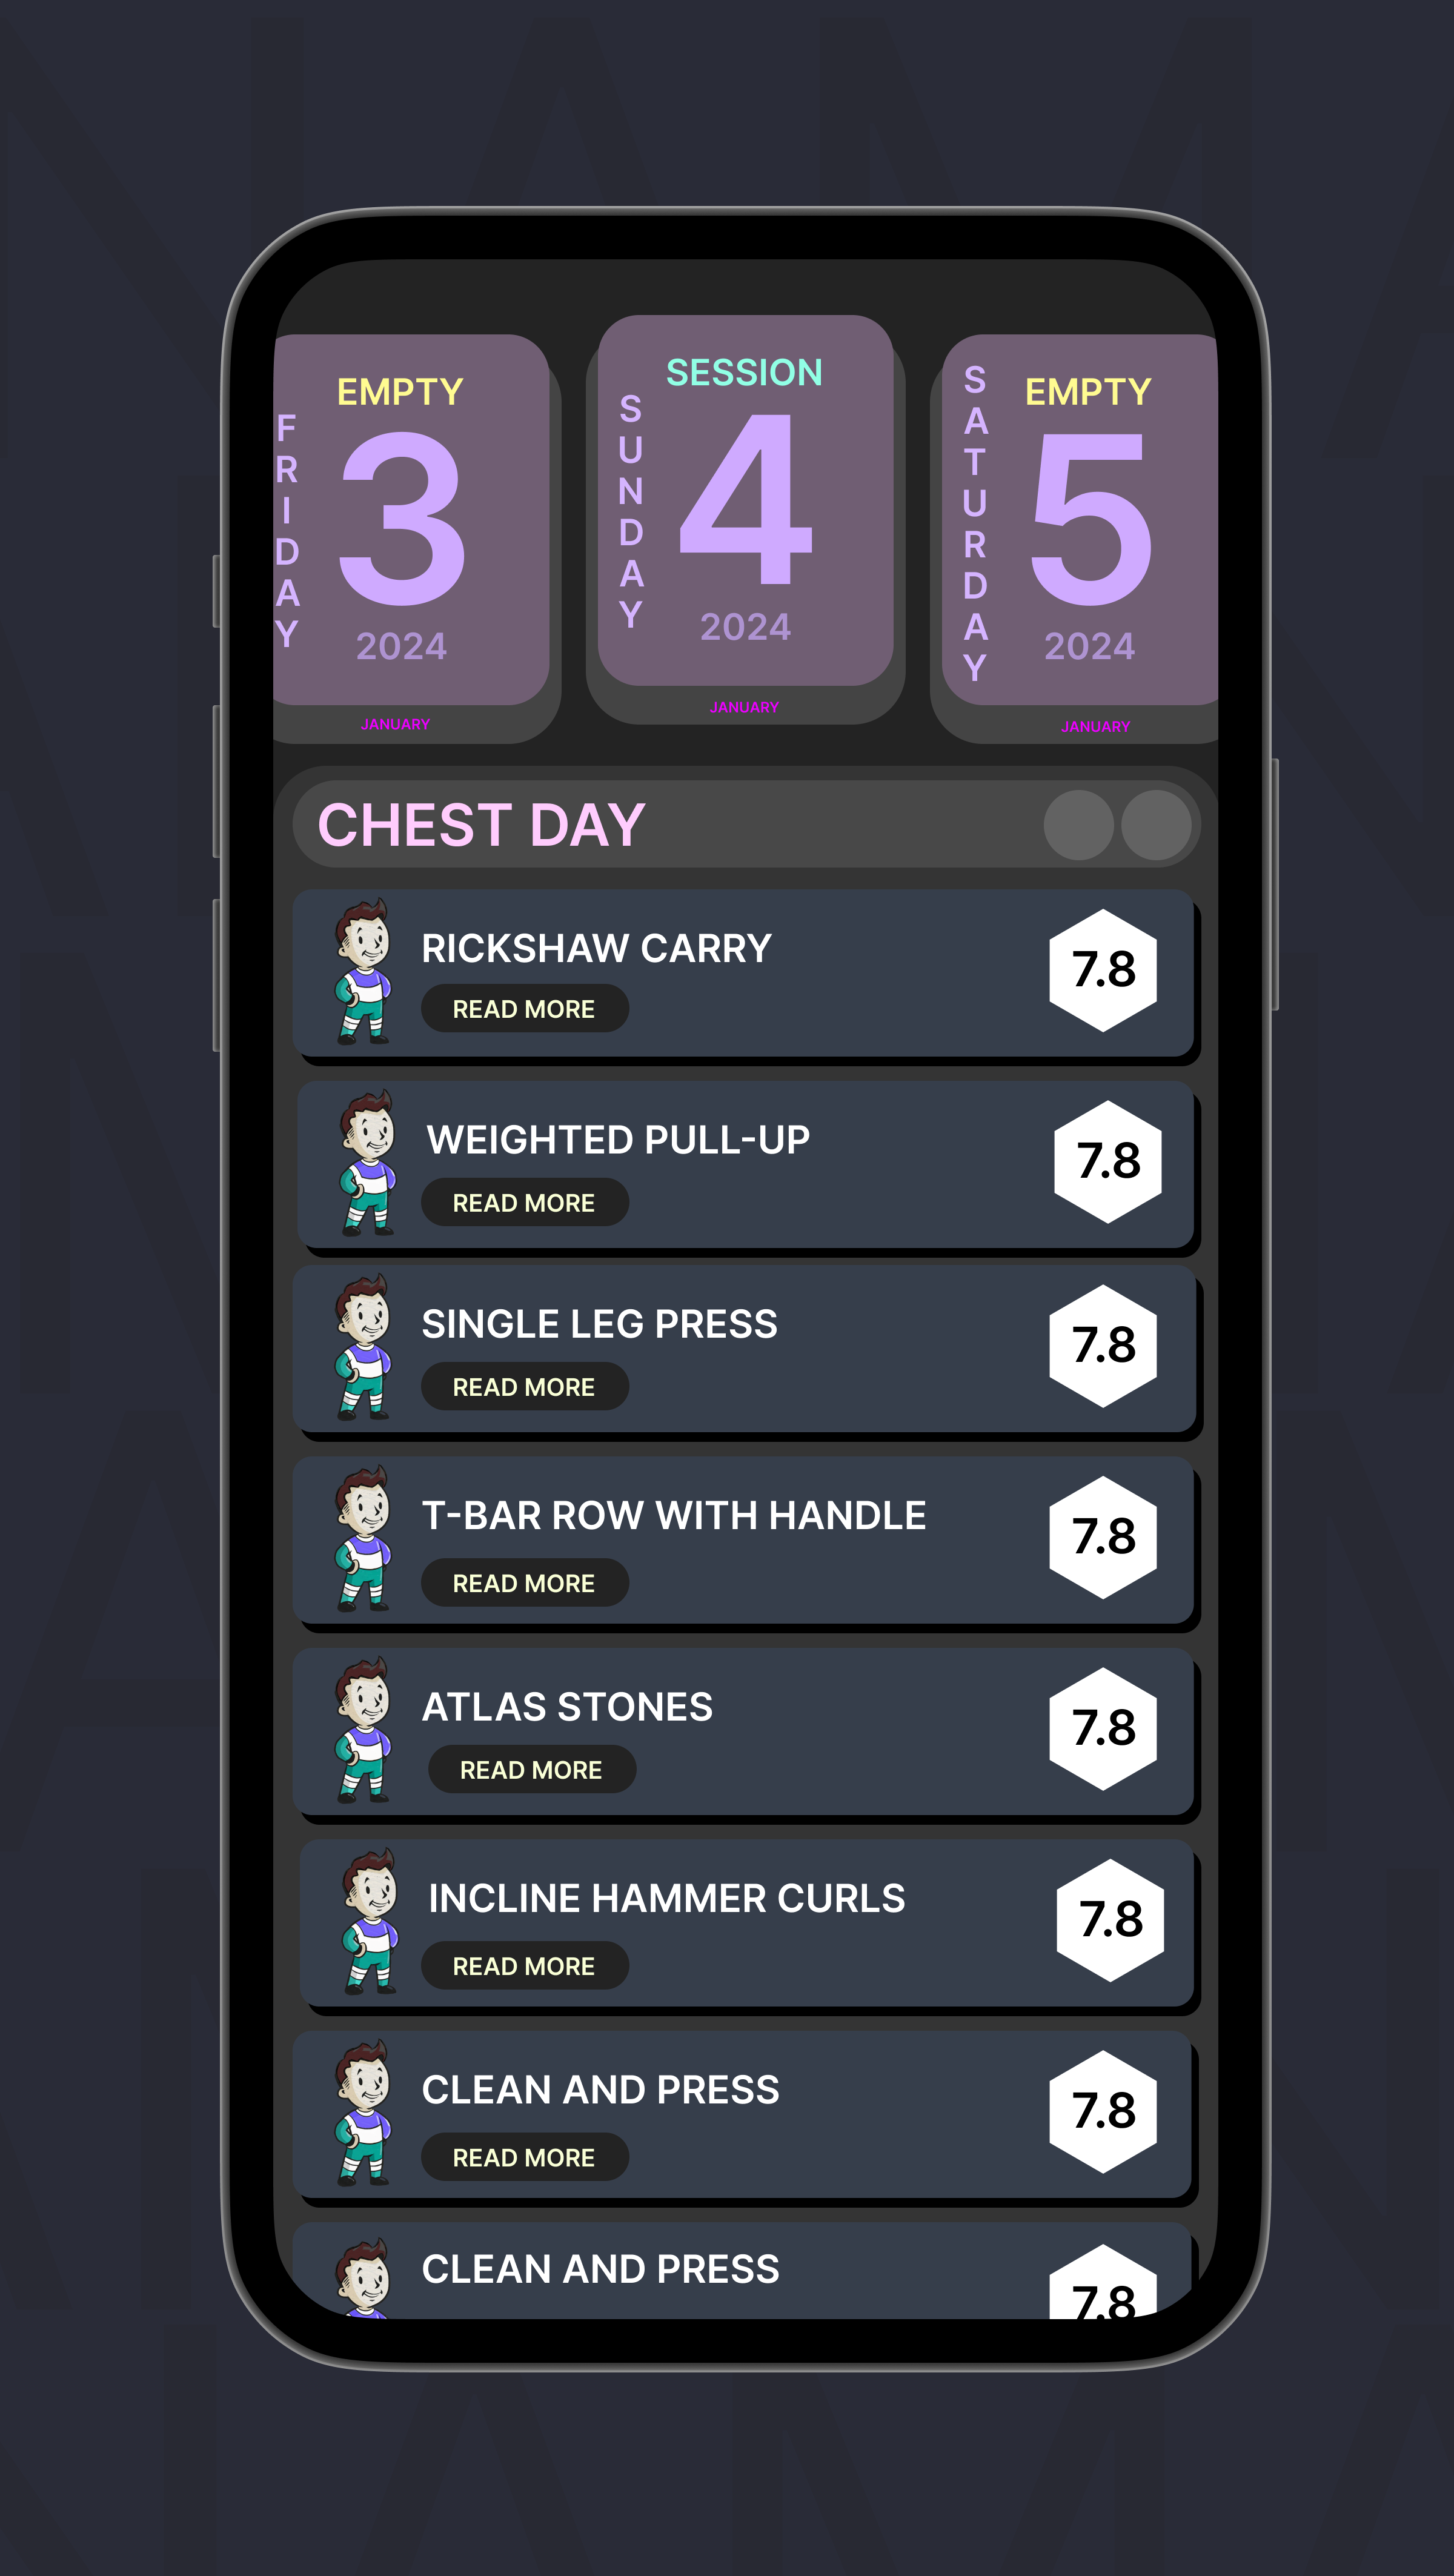 EMPTY
FRIDAY
3
2024
JANUARY
SESSION
SUNDAY
4
2024
JANUARY
EMPTY
SATURDAY
5
2024
JANUARY
CHEST DAY
RICKSHAW CARRY
READ MORE
7.8
WEIGHTED PULL-UP
READ MORE
7.8
SINGLE LEG PRESS
READ MORE
7.8
T-BAR ROW WITH HANDLE
READ MORE
7.8
ATLAS STONES
READ MORE
7.8
INCLINE HAMMER CURLS
READ MORE
7.8
CLEAN AND PRESS
READ MORE
7.8
CLEAN AND PRESS
7.8